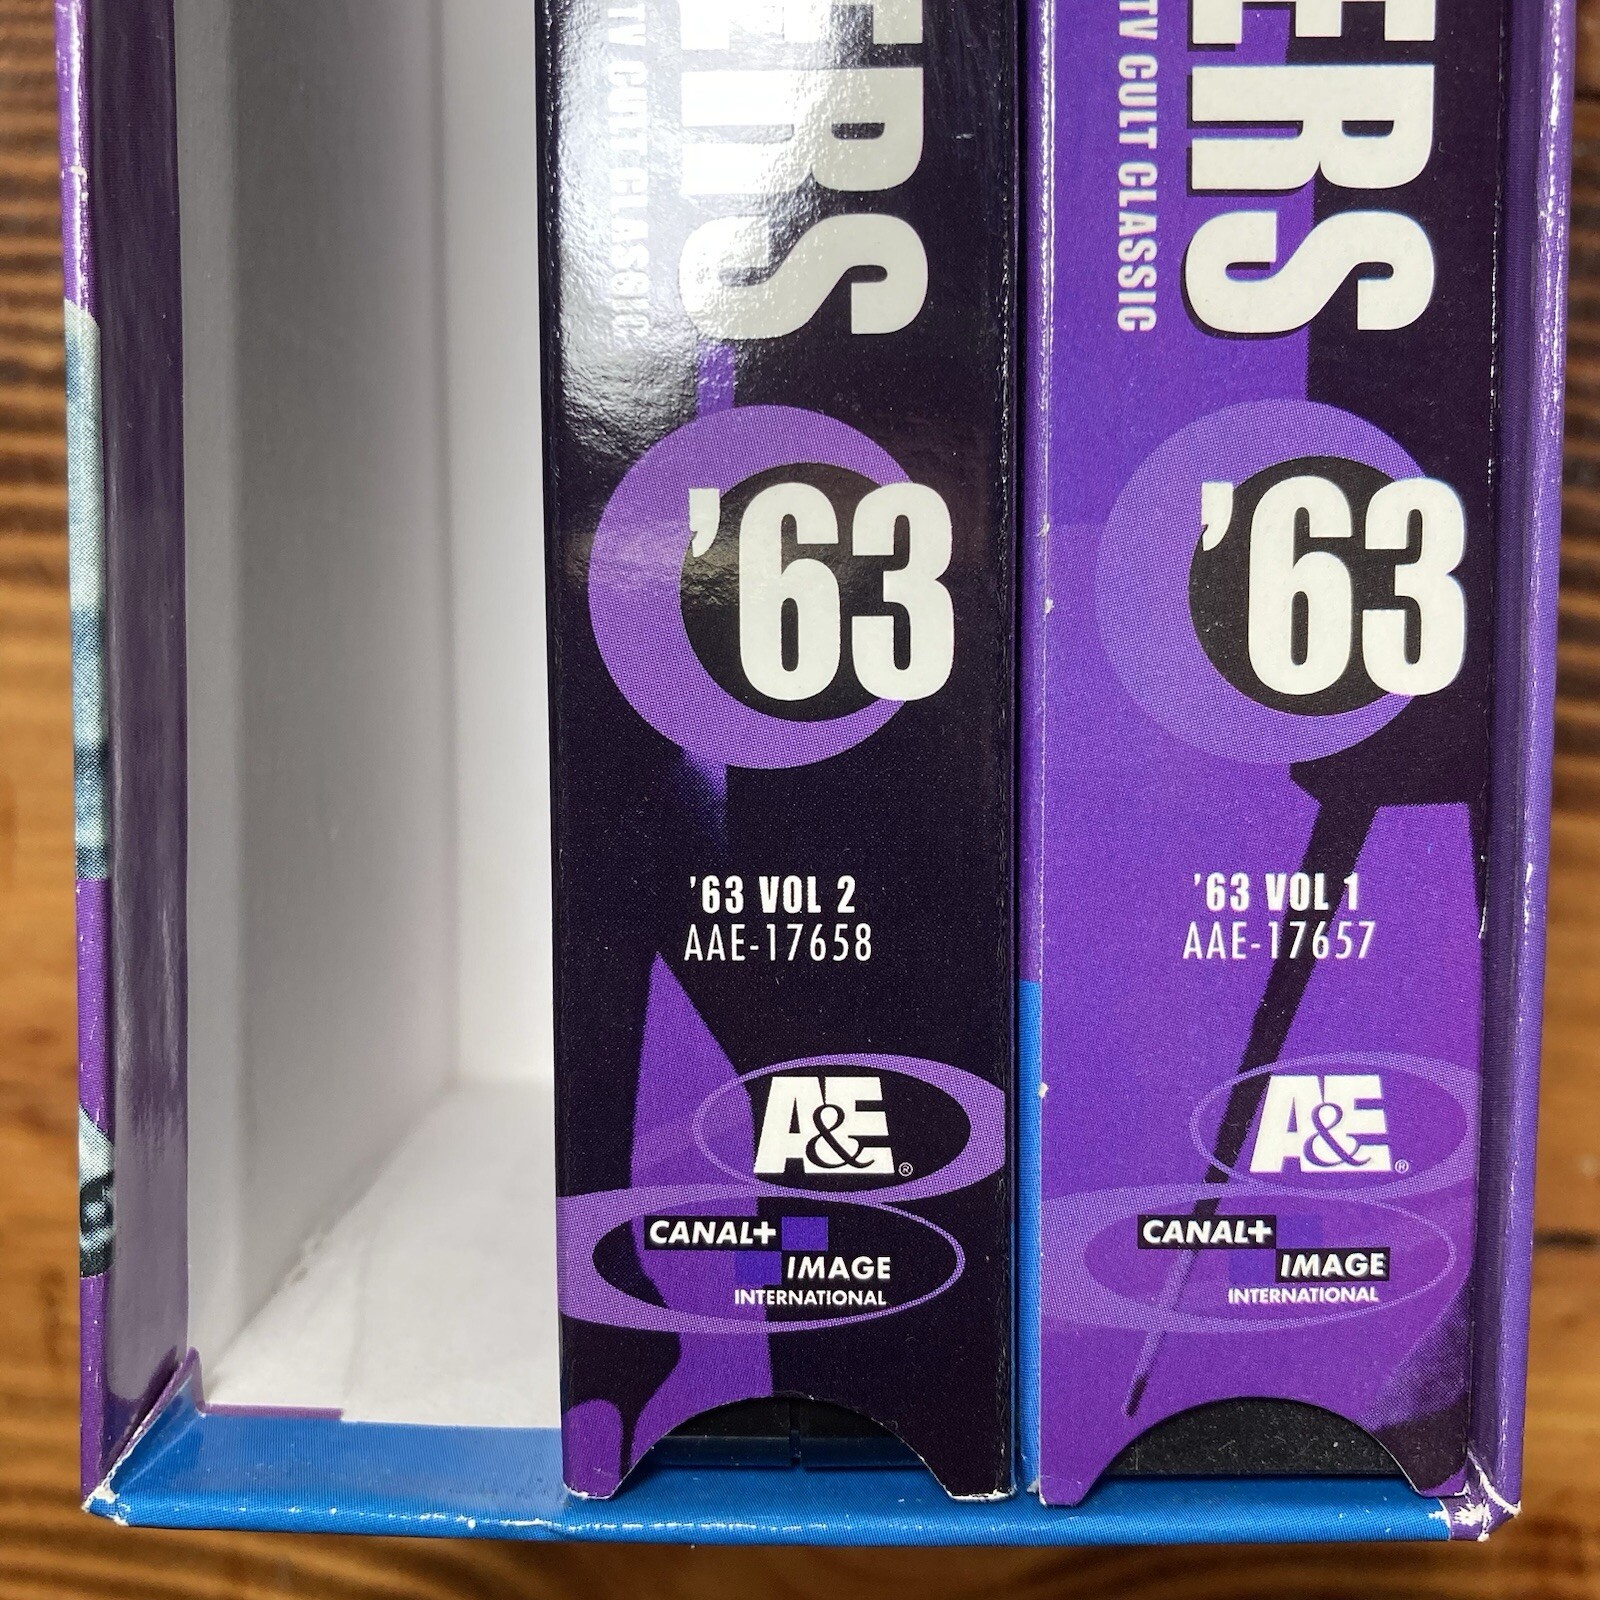 ERS
TV CULT CLASSIC
'63
'63 VOL 2
AAE-17658
A&E®
CANAL+
IMAGE
INTERNATIONAL
ERS
TV CULT CLASSIC
'63
'63 VOL 1
AAE-17657
A&E®
CANAL+
IMAGE
INTERNATIONAL